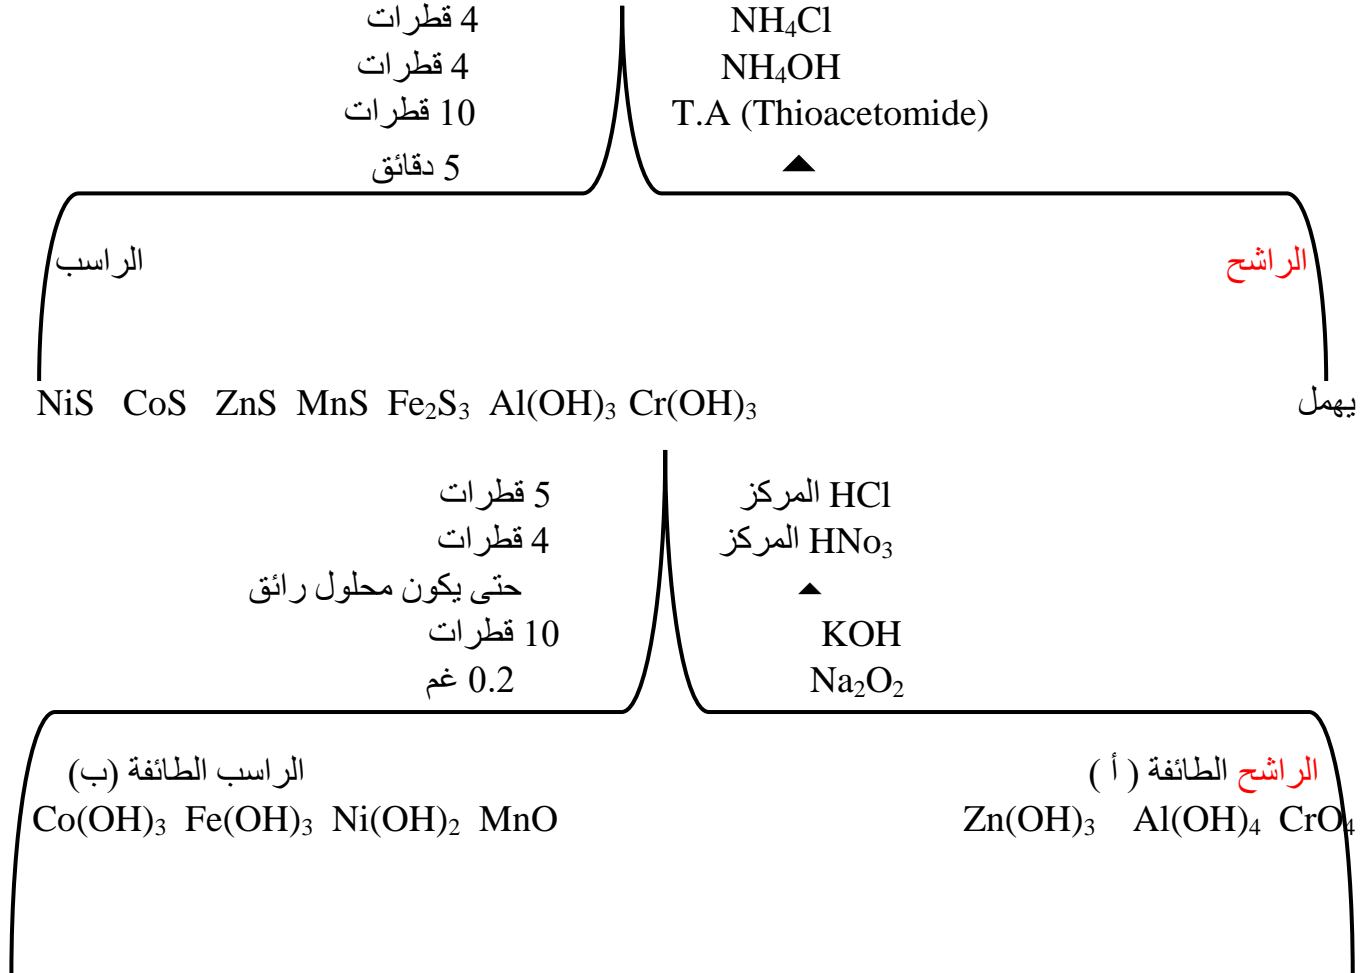 4 قطرات NH₄Cl
4 قطرات NH₄OH
10 قطرات T.A (Thioacetomide)
5 دقائق
الراسب الراشح
NiS CoS ZnS MnS Fe₂S₃ Al(OH)₃ Cr(OH)₃ يهمل
5 قطرات HCl المركز
4 قطرات HNo₃ المركز
حتى يكون محلول رائق
10 قطرات KOH
0.2 غم Na₂O₂
الراسب الطائفة (ب) الراشح الطائفة ( أ )
Co(OH)₃ Fe(OH)₃ Ni(OH)₂ MnO Zn(OH)₃ Al(OH)₄ CrO₄